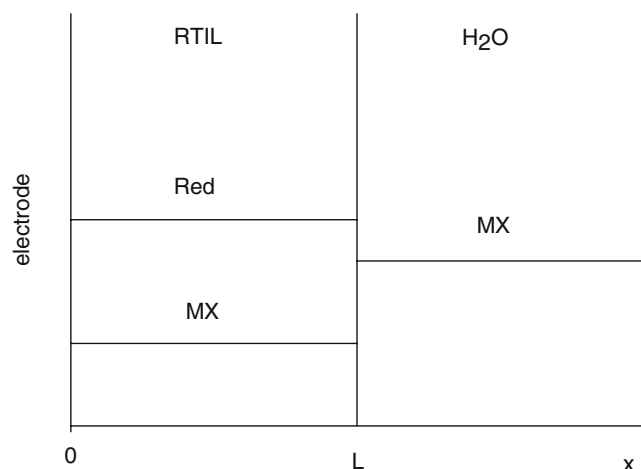 RTIL
H2O
electrode
Red
MX
MX
0
L
x